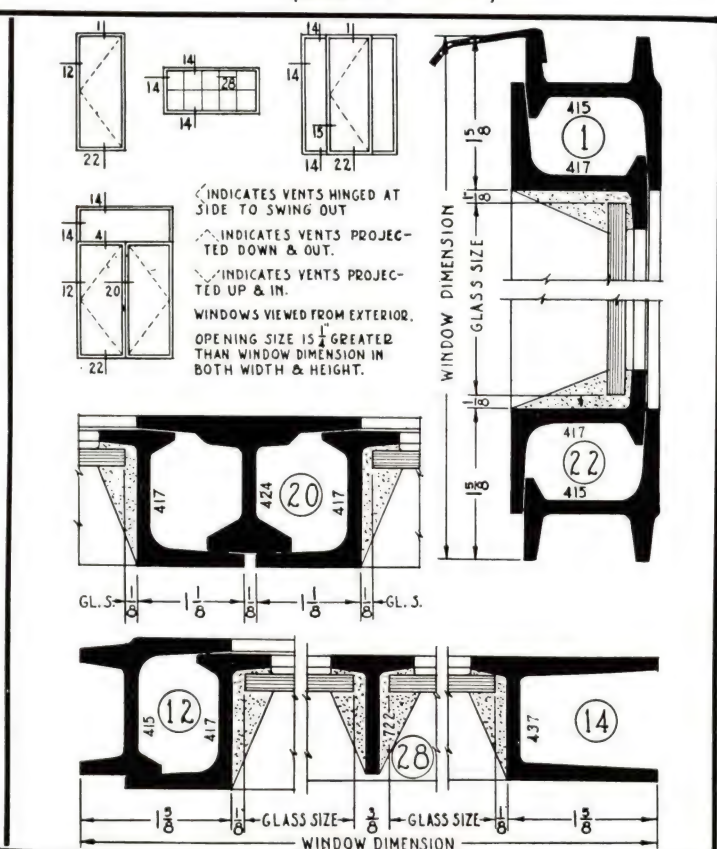 1
12
22
14
14
28
14
14
1
14
15
14
22
14
14
4
12
20
22
INDICATES VENTS HINGED AT
SIDE TO SWING OUT
INDICATES VENTS PROJEC-
TED DOWN & OUT.
INDICATES VENTS PROJEC-
TED UP & IN.
WINDOWS VIEWED FROM EXTERIOR.
OPENING SIZE IS 1/4" GREATER
THAN WINDOW DIMENSION IN
BOTH WIDTH & HEIGHT.
WINDOW DIMENSION
1 5/8
1/8"
GLASS SIZE
1/8
1 5/8
415
1
417
417
22
415
417
424
20
417
GL. S.
1/8
1 1/8
1/8
1 1/8
1/8
GL. S.
415
12
417
722
28
437
14
1 5/8
1/8"
GLASS SIZE
3/8
GLASS SIZE
1/8
1 5/8
WINDOW DIMENSION